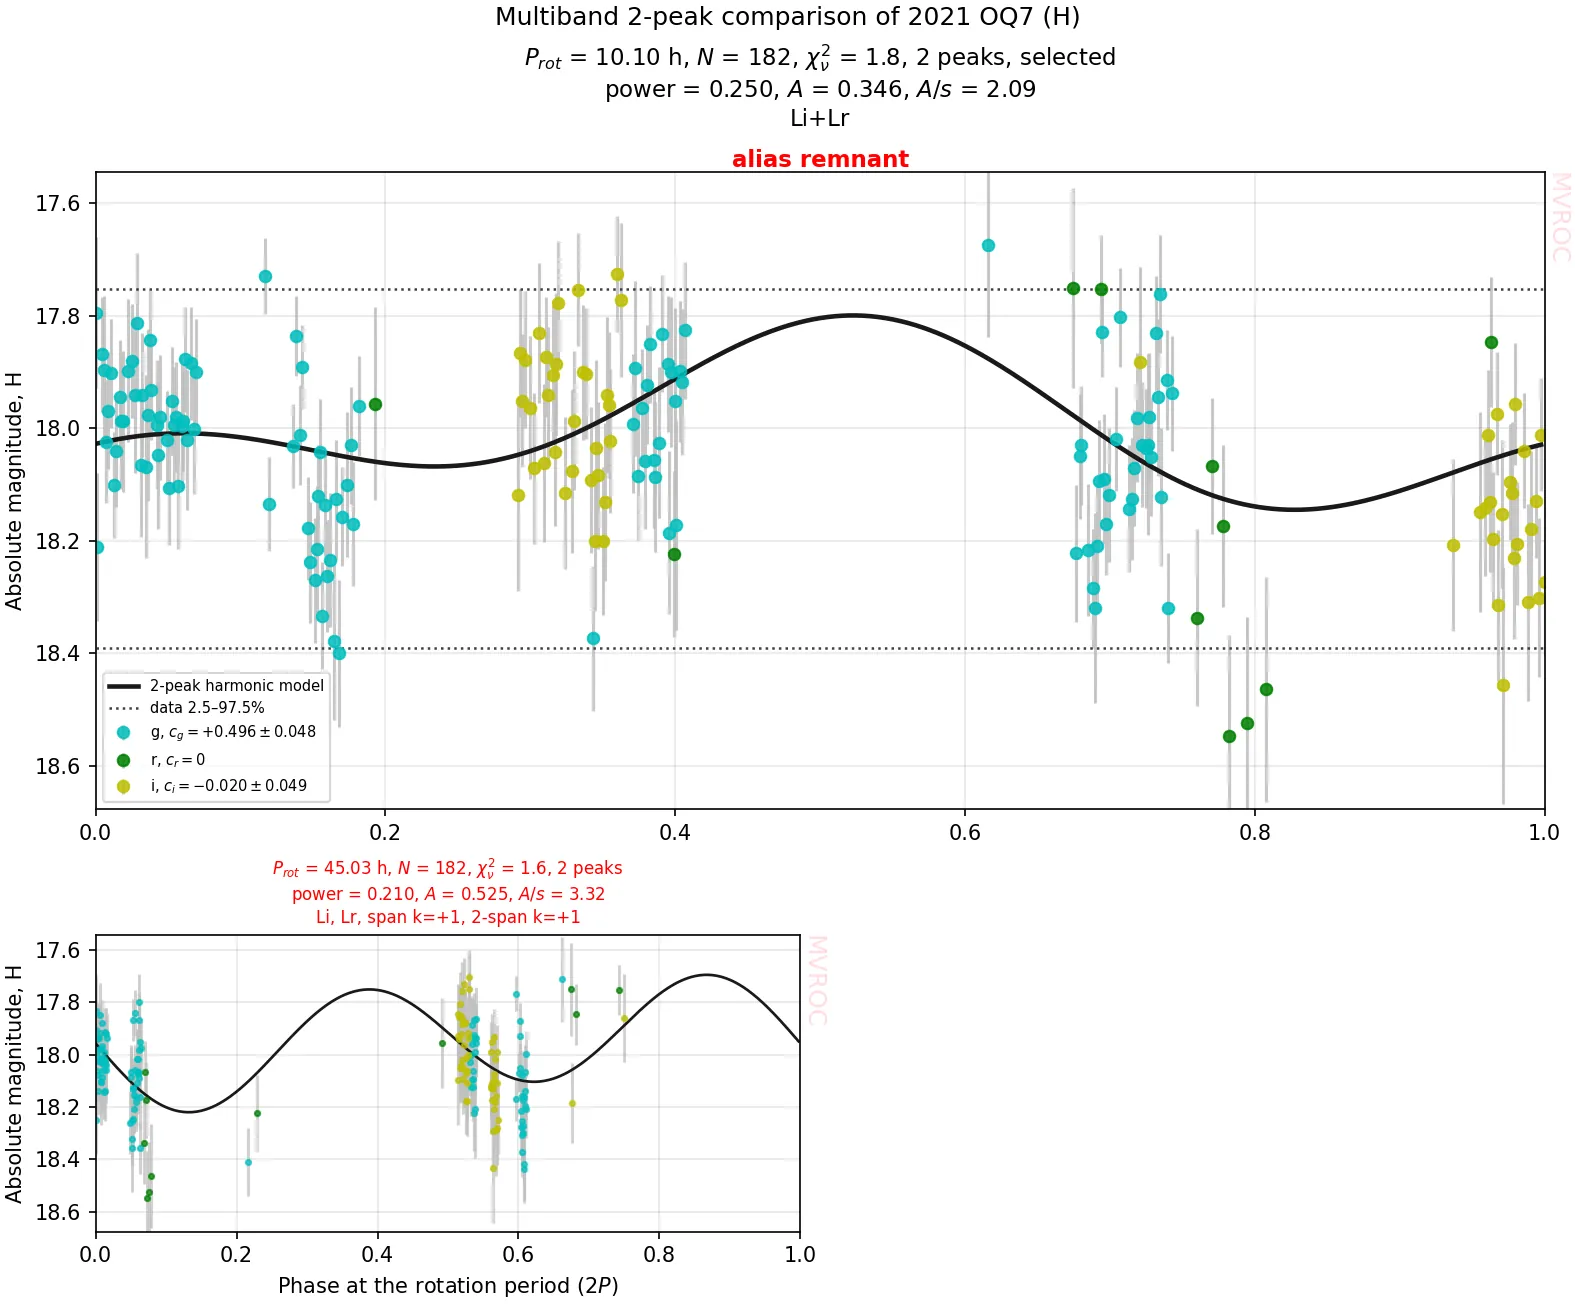 Multiband 2-peak comparison of 2021 OQ7 (H)
P_rot = 10.10 h, N = 182, χ²_ν = 1.8, 2 peaks, selected
power = 0.250, A = 0.346, A/s = 2.09
Li+Lr
alias remnant
MVROC
Absolute magnitude, H
17.6
17.8
18.0
18.2
18.4
18.6
2-peak harmonic model
data 2.5–97.5%
g, c_g = +0.496 ± 0.048
r, c_r = 0
i, c_i = −0.020 ± 0.049
0.0 0.2 0.4 0.6 0.8 1.0
P_rot = 45.03 h, N = 182, χ²_ν = 1.6, 2 peaks
power = 0.210, A = 0.525, A/s = 3.32
Li, Lr, span k=+1, 2-span k=+1
MVROC
Absolute magnitude, H
17.6
17.8
18.0
18.2
18.4
18.6
0.0 0.2 0.4 0.6 0.8 1.0
Phase at the rotation period (2P)